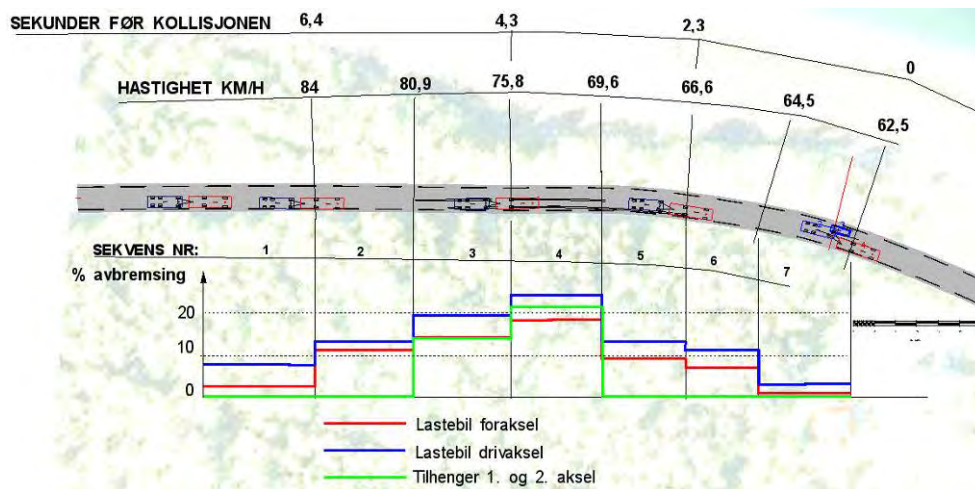 SEKUNDER FØR KOLLISJONEN 6,4 4,3 2,3 0
HASTIGHET KM/H 84 80,9 75,8 69,6 66,6 64,5 62,5
SEKVENS NR: 1 2 3 4 5 6 7
% avbremsing
20
10
0
Lastebil foraksel
Lastebil drivaksel
Tilhenger 1. og 2. aksel